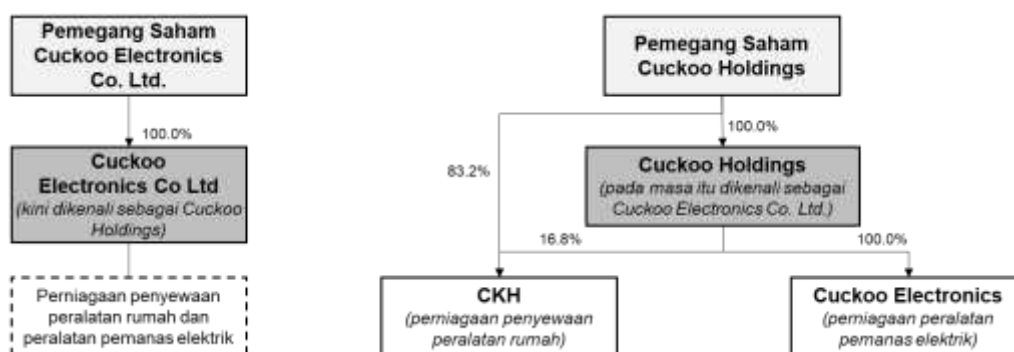 Pemegang Saham
Cuckoo Electronics
Co. Ltd.
100.0%
Cuckoo
Electronics Co Ltd
(kini dikenali sebagai Cuckoo
Holdings)
Perniagaan penyewaan
peralatan rumah dan
peralatan pemanas elektrik
Pemegang Saham
Cuckoo Holdings
100.0%
83.2%
Cuckoo Holdings
(pada masa itu dikenali sebagai
Cuckoo Electronics Co. Ltd.)
16.8%
100.0%
CKH
(perniagaan penyewaan
peralatan rumah)
Cuckoo Electronics
(perniagaan peralatan
pemanas elektrik)